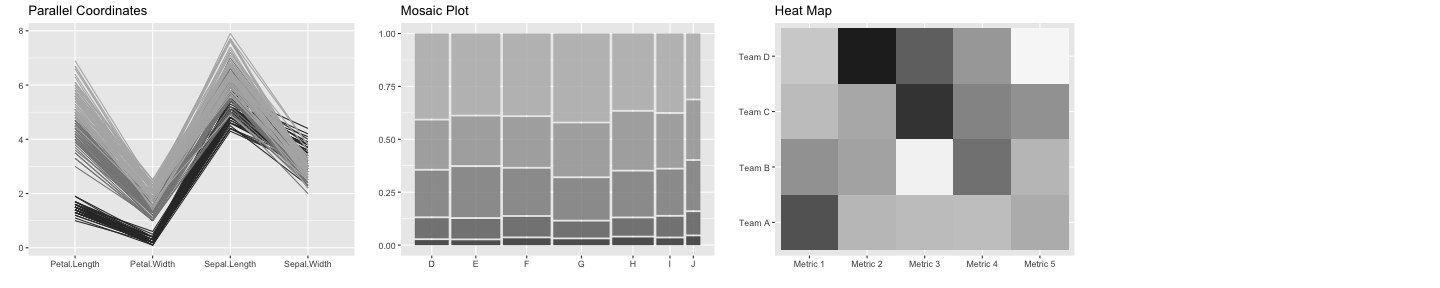 Parallel Coordinates
8
6
4
2
0
Petal.Length Petal.Width Sepal.Length Sepal.Width
Mosaic Plot
1.00
0.75
0.50
0.25
0.00
D E F G H I J
Heat Map
Team D
Team C
Team B
Team A
Metric 1 Metric 2 Metric 3 Metric 4 Metric 5